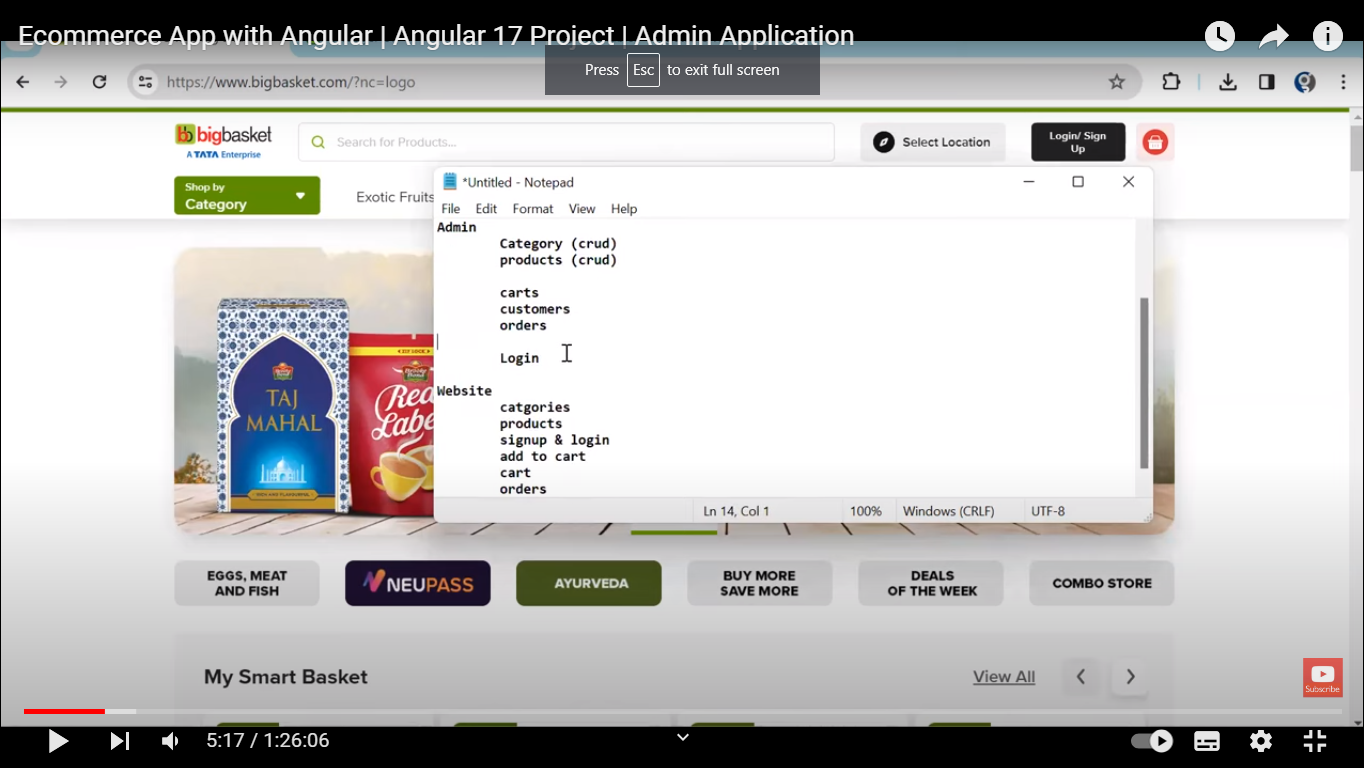 Ecommerce App with Angular | Angular 17 Project | Admin Application
Press Esc to exit full screen
https://www.bigbasket.com/?nc=logo
bb bigbasket
A TATA Enterprise
Search for Products...
Select Location
Login/ Sign
Up
Shop by
Category
Exotic Fruits
*Untitled - Notepad
File Edit Format View Help
Admin
Category (crud)
products (crud)
carts
customers
orders
Login
Website
catgories
products
signup & login
add to cart
cart
orders
Ln 14, Col 1 100% Windows (CRLF) UTF-8
TAJ
MAHAL
Red
Labe
EGGS, MEAT
AND FISH
NEUPASS
AYURVEDA
BUY MORE
SAVE MORE
DEALS
OF THE WEEK
COMBO STORE
My Smart Basket
View All
Subscribe
5:17 / 1:26:06